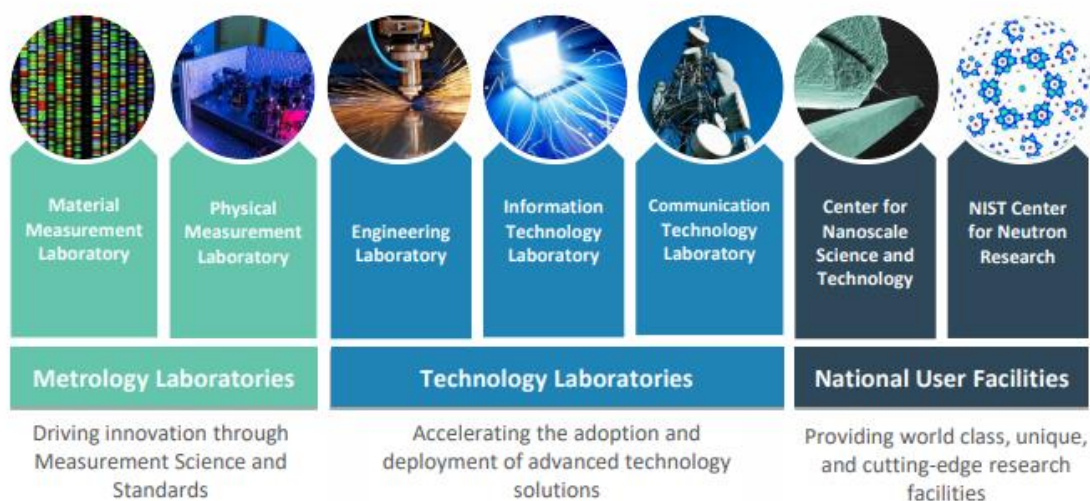 Material
Measurement
Laboratory
Physical
Measurement
Laboratory
Engineering
Laboratory
Information
Technology
Laboratory
Communication
Technology
Laboratory
Center for
Nanoscale
Science and
Technology
NIST Center
for Neutron
Research
Metrology Laboratories
Technology Laboratories
National User Facilities
Driving innovation through
Measurement Science and
Standards
Accelerating the adoption and
deployment of advanced technology
solutions
Providing world class, unique,
and cutting-edge research
facilities